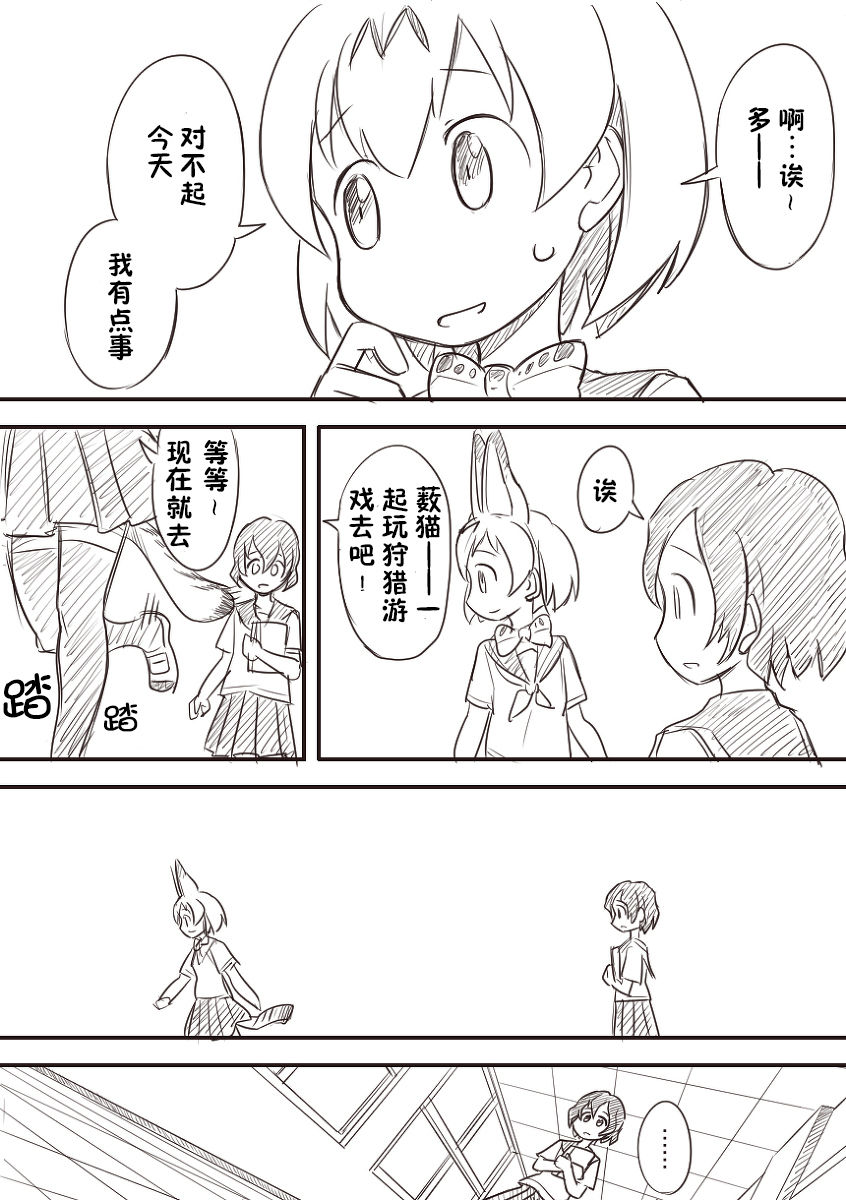 啊…诶～
多——
对不起
今天
我有点事
诶
薮猫——一
起玩狩猎游
戏去吧！
等等～
现在就去
踏
踏
……